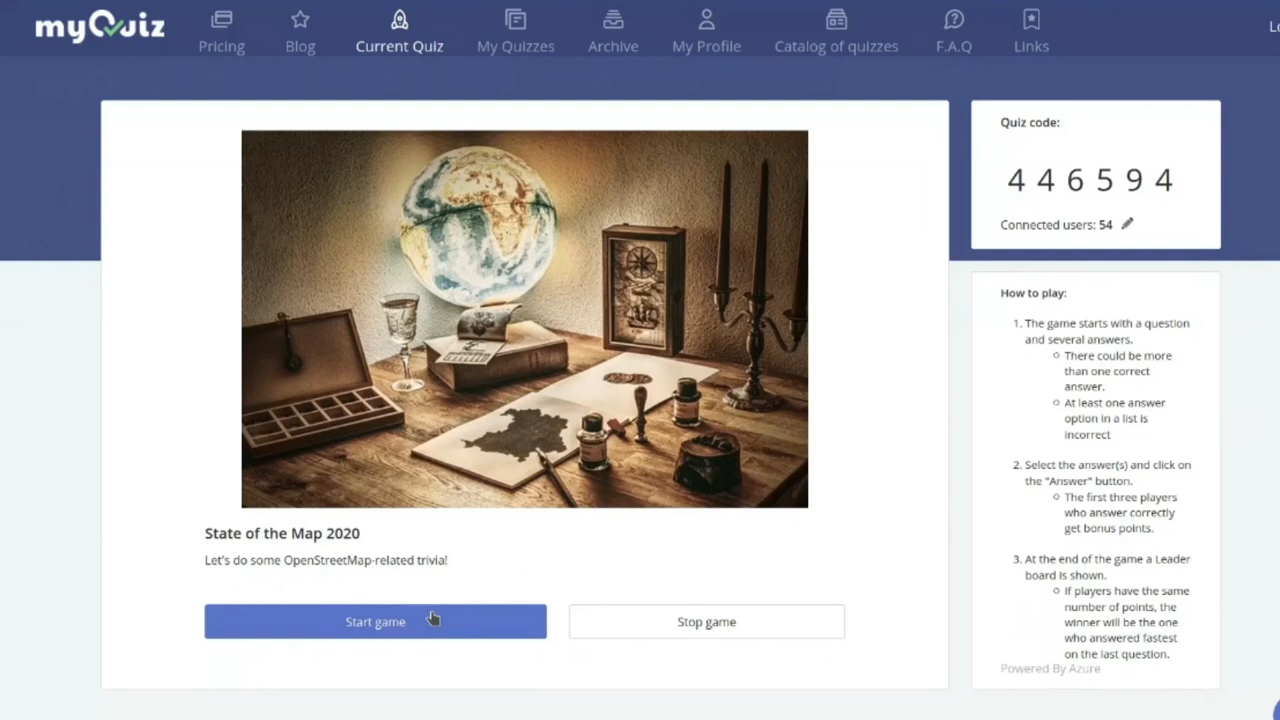 myQuiz
Pricing
Blog
Current Quiz
My Quizzes
Archive
My Profile
Catalog of quizzes
F.A.Q
Links
Lo
Quiz code:
446594
Connected users: 54
State of the Map 2020
Let's do some OpenStreetMap-related trivia!
Start game
Stop game
How to play:
1. The game starts with a question
and several answers.
There could be more
than one correct
answer.
At least one answer
option in a list is
incorrect
2. Select the answer(s) and click on
the "Answer" button.
The first three players
who answer correctly
get bonus points.
3. At the end of the game a Leader
board is shown.
If players have the same
number of points, the
winner will be the one
who answered fastest
on the last question.
Powered By Azure